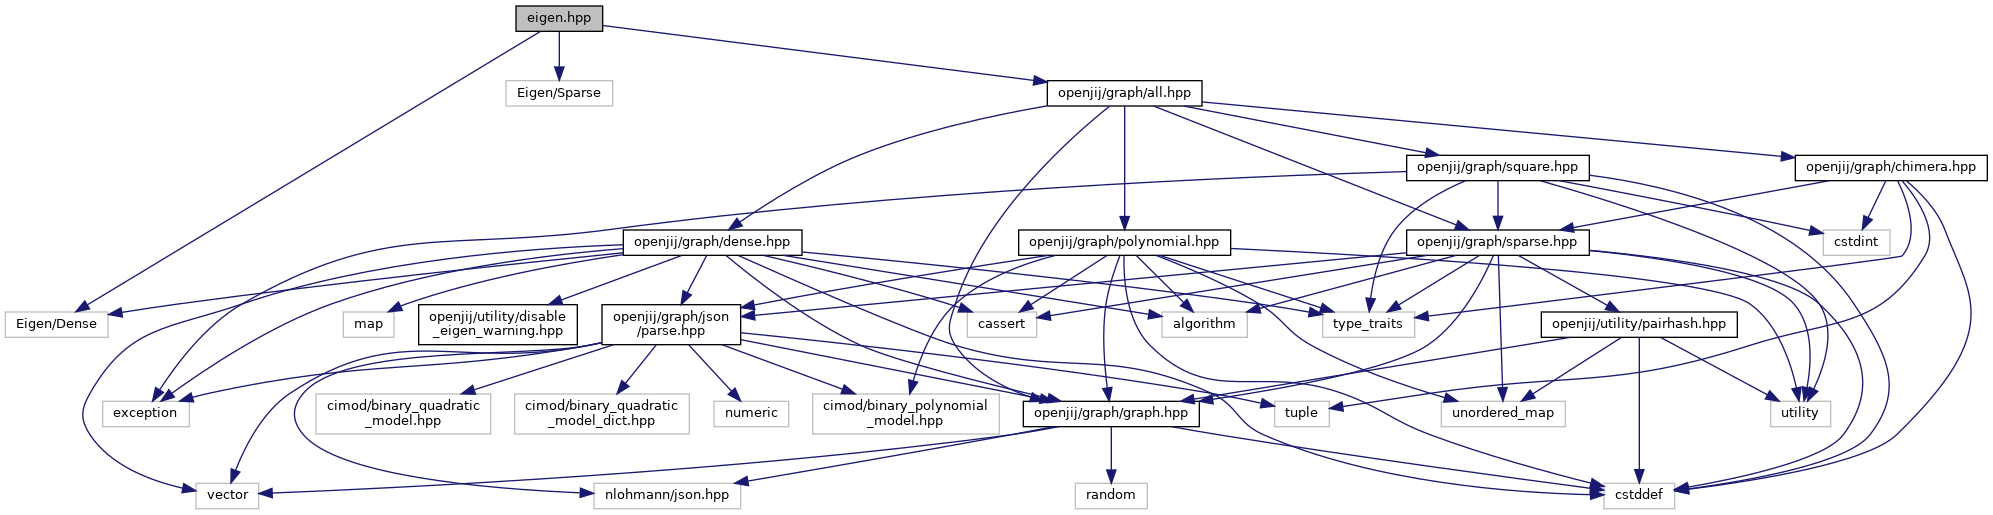 eigen.hpp
Eigen/Sparse
openjij/graph/all.hpp
openjij/graph/square.hpp
openjij/graph/chimera.hpp
openjij/graph/dense.hpp
openjij/graph/polynomial.hpp
openjij/graph/sparse.hpp
cstdint
Eigen/Dense
map
openjij/utility/disable
_eigen_warning.hpp
openjij/graph/json
/parse.hpp
cassert
algorithm
type_traits
openjij/utility/pairhash.hpp
exception
cimod/binary_quadratic
_model.hpp
cimod/binary_quadratic
_model_dict.hpp
numeric
cimod/binary_polynomial
_model.hpp
openjij/graph/graph.hpp
tuple
unordered_map
utility
vector
nlohmann/json.hpp
random
cstddef